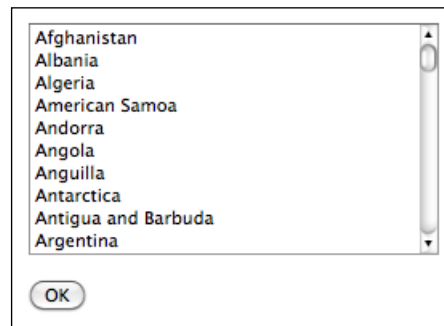 Afghanistan
Albania
Algeria
American Samoa
Andorra
Angola
Anguilla
Antarctica
Antigua and Barbuda
Argentina
OK